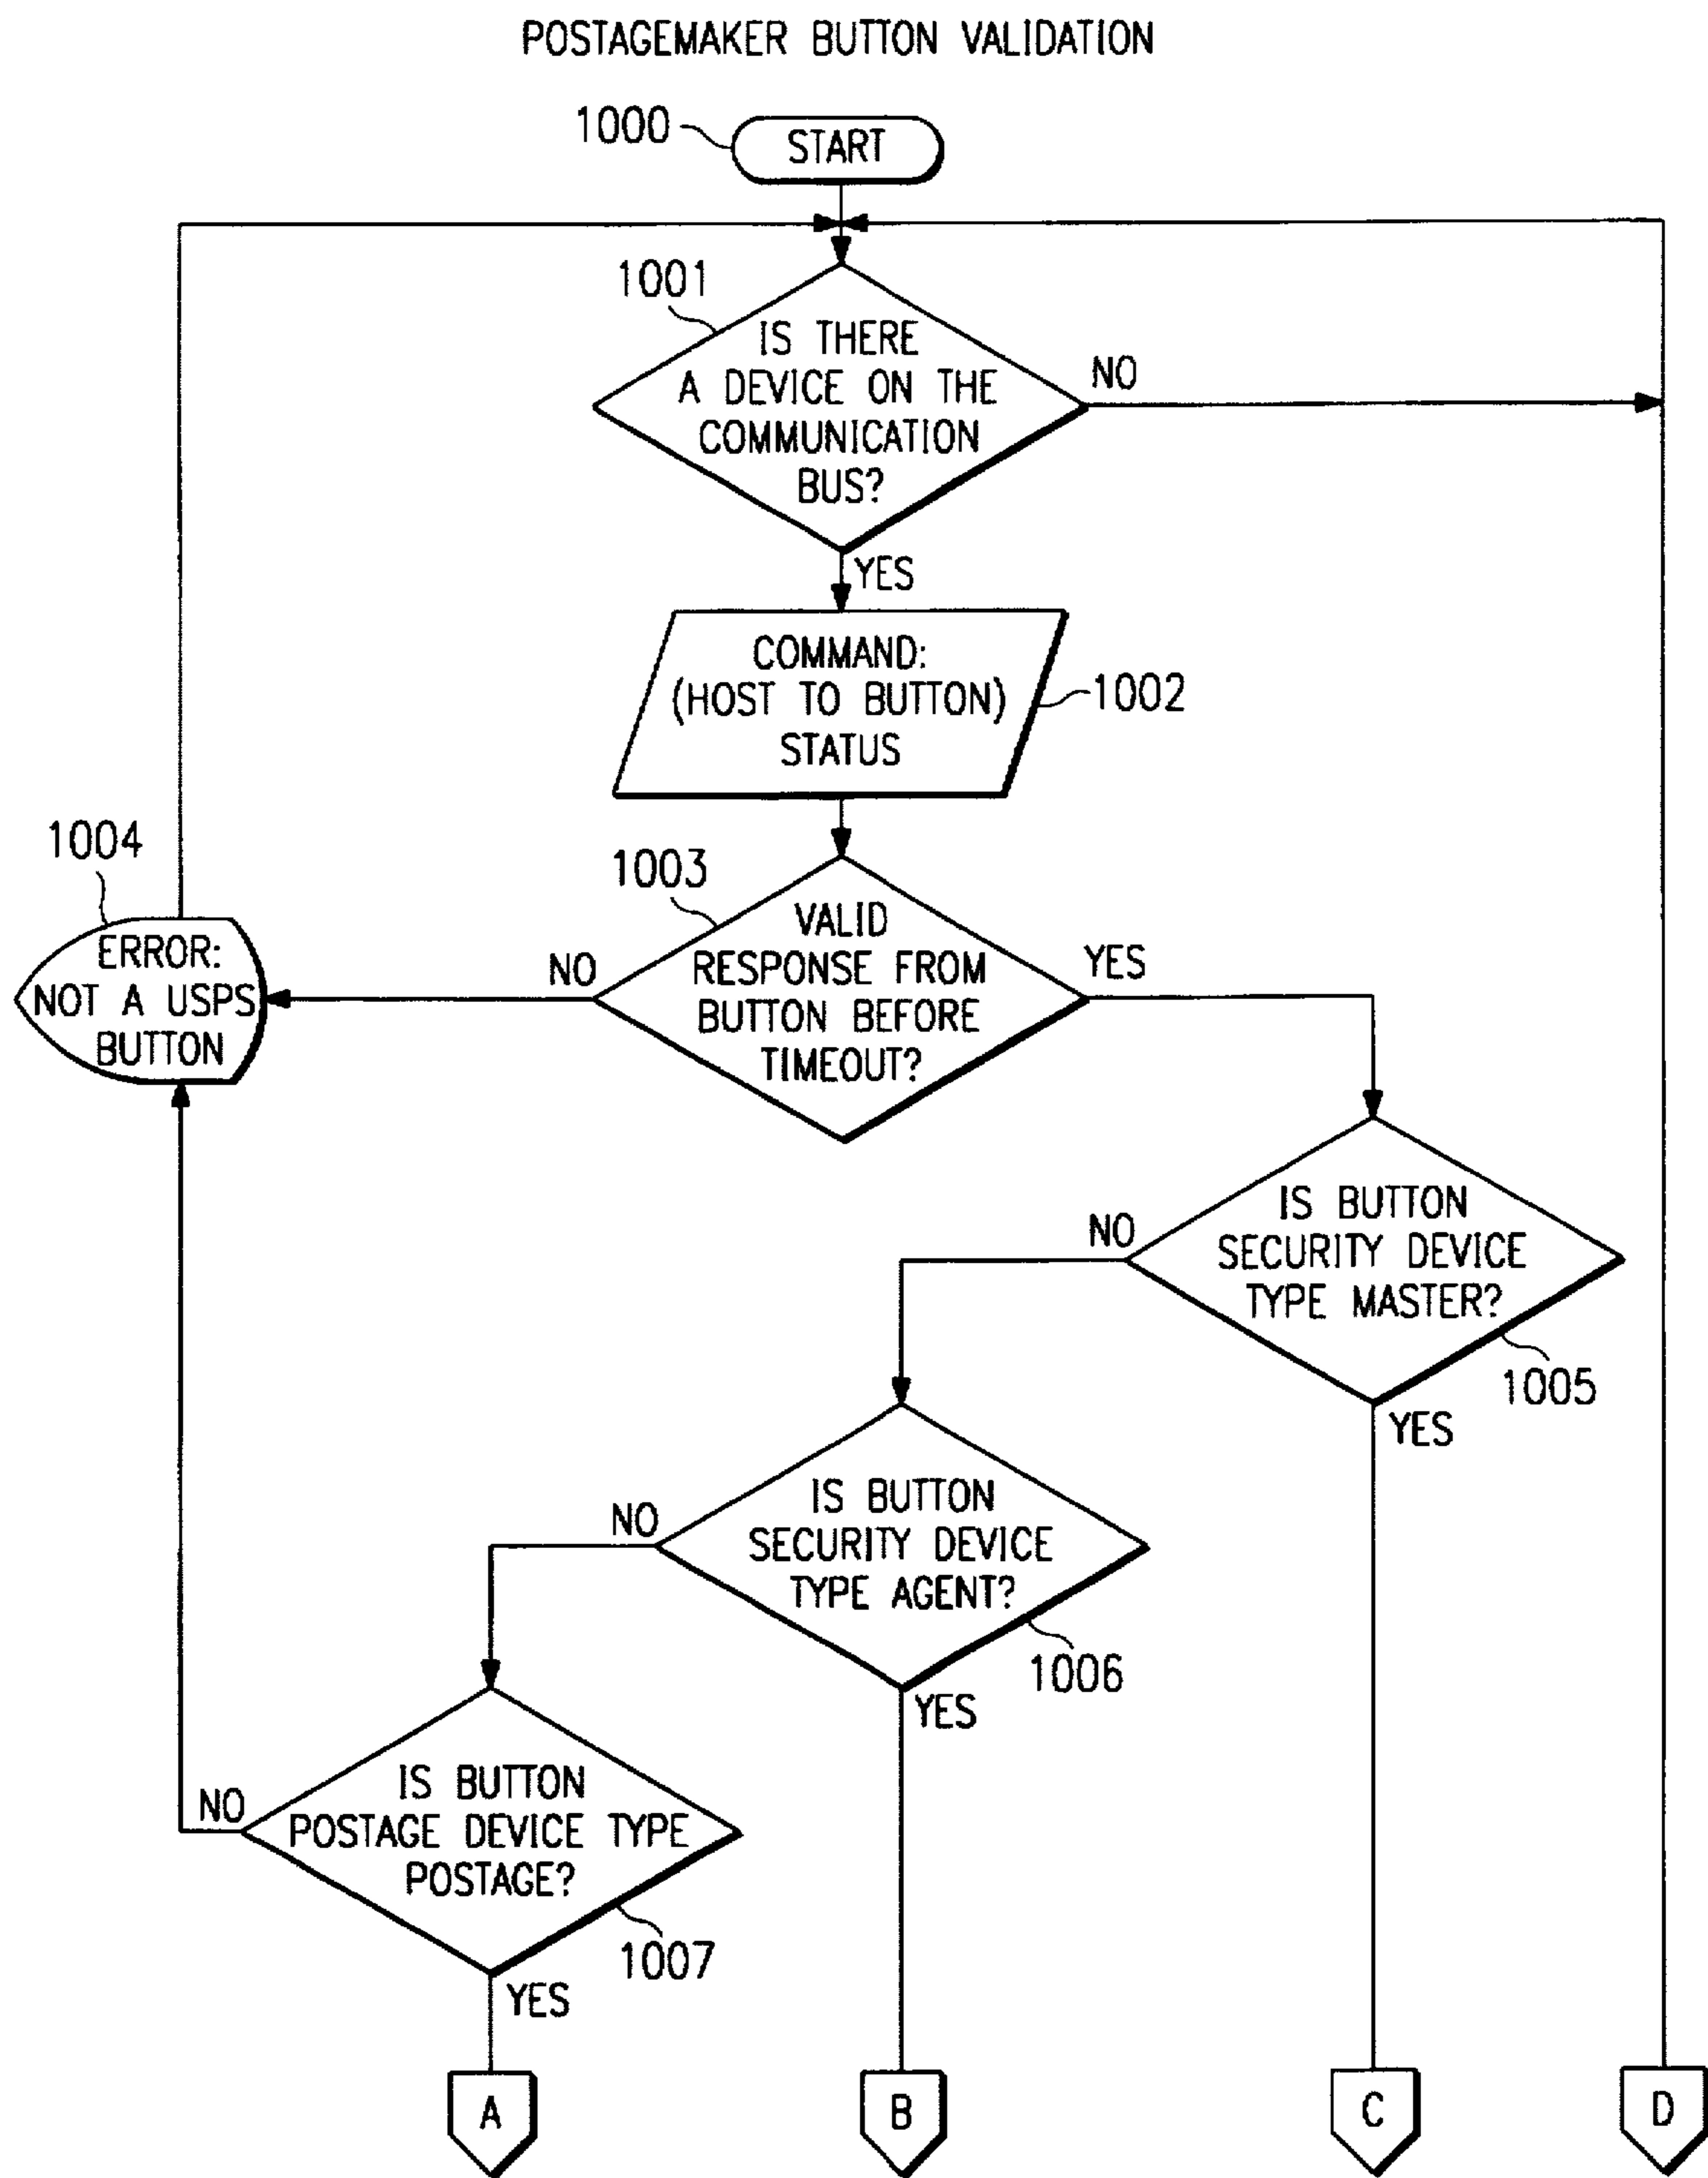 POSTAGEMAKER BUTTON VALIDATION
1000
START
1001
IS THERE
A DEVICE ON THE
COMMUNICATION
BUS?
NO
YES
COMMAND:
(HOST TO BUTTON)
STATUS
1002
1004
ERROR:
NOT A USPS
BUTTON
1003
NO
VALID
RESPONSE FROM
BUTTON BEFORE
TIMEOUT?
YES
NO
IS BUTTON
SECURITY DEVICE
TYPE MASTER?
1005
YES
NO
IS BUTTON
SECURITY DEVICE
TYPE AGENT?
1006
YES
NO
IS BUTTON
POSTAGE DEVICE TYPE
POSTAGE?
1007
YES
A
B
C
D